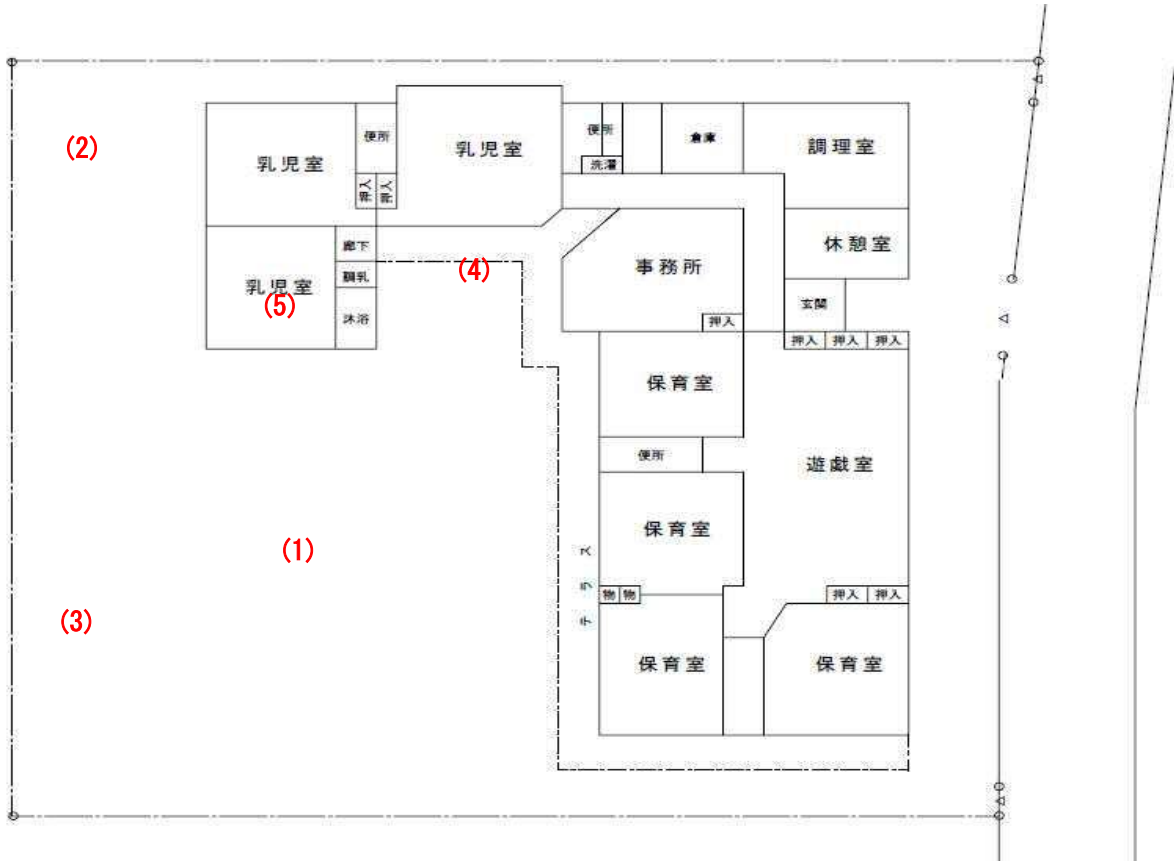 (2)
乳児室
便所
押入
押入
乳児室
便所
洗濯
倉庫
調理室
廊下
調乳
沐浴
乳児室
(5)
(4)
事務所
押入
休憩室
玄関
押入
押入
押入
保育室
便所
遊戯室
(1)
保育室
テラス
物
物
押入
押入
(3)
保育室
保育室